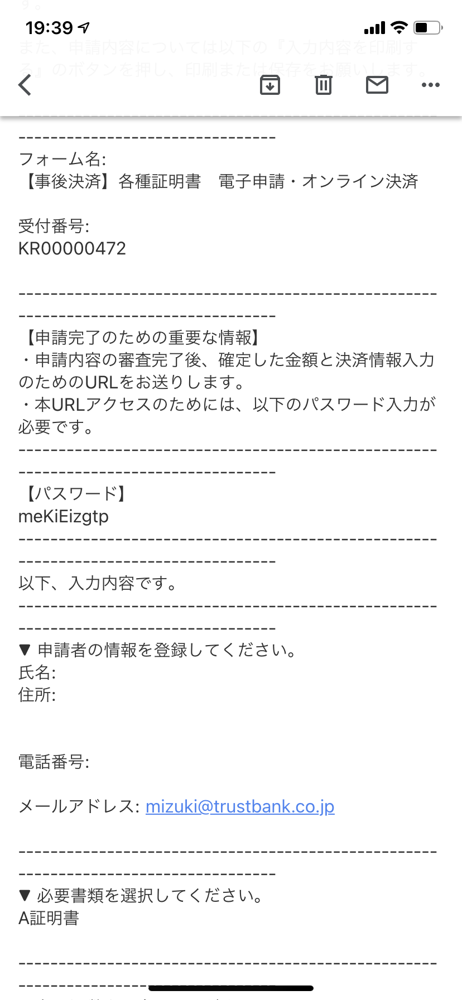 す。
19:39
また、申請内容については以下の『入力内容を印刷す
る』のボタンを押し、印刷または保存をお願いします。
----------------------------------------------------
--------------------------------
フォーム名:
【事後決済】各種証明書　電子申請・オンライン決済
受付番号:
KR00000472
----------------------------------------------------
--------------------------------
【申請完了のための重要な情報】
・申請内容の審査完了後、確定した金額と決済情報入力
のためのURLをお送りします。
・本URLアクセスのためには、以下のパスワード入力が
必要です。
----------------------------------------------------
--------------------------------
【パスワード】
meKiEizgtp
----------------------------------------------------
--------------------------------
以下、入力内容です。
----------------------------------------------------
--------------------------------
▼ 申請者の情報を登録してください。
氏名:
住所:
電話番号:
メールアドレス: mizuki@trustbank.co.jp
----------------------------------------------------
--------------------------------
▼ 必要書類を選択してください。
A証明書
----------------------------------------------------
--------------------------------